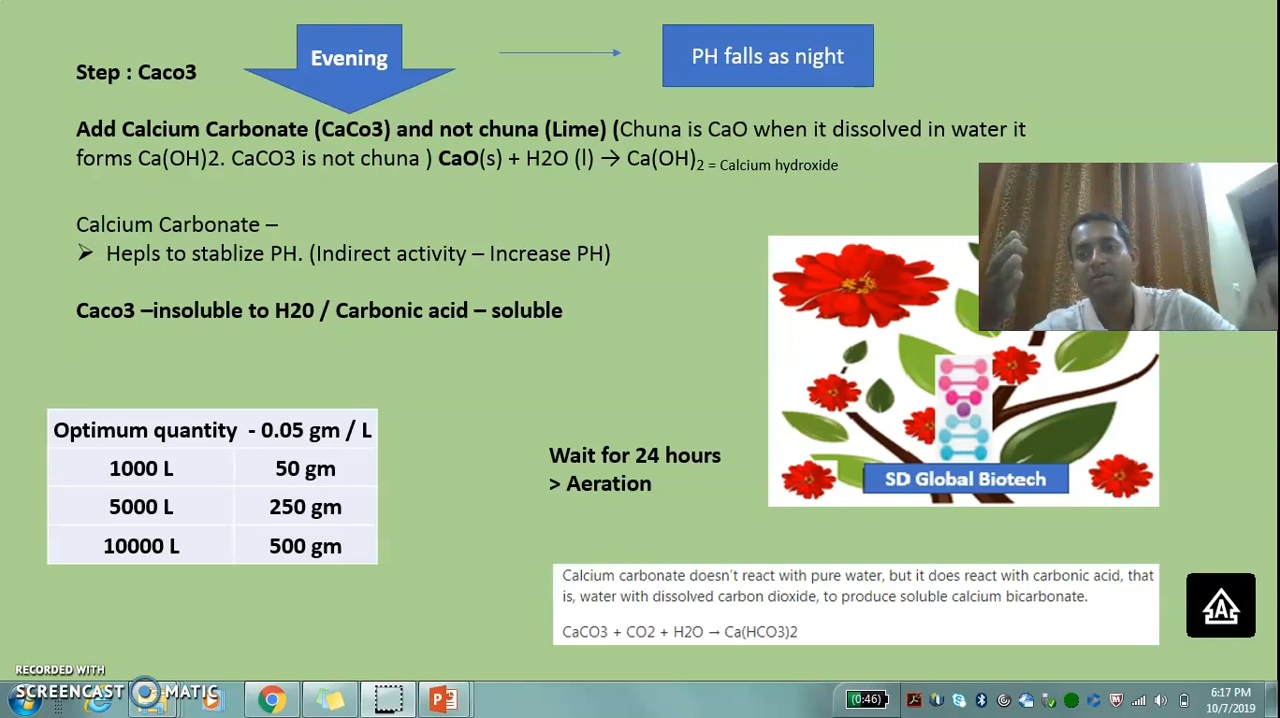 Evening
PH falls as night
Step : Caco3
Add Calcium Carbonate (CaCo3) and not chuna (Lime) (Chuna is CaO when it dissolved in water it
forms Ca(OH)2. CaCO3 is not chuna ) CaO(s) + H2O (l) → Ca(OH)2 = Calcium hydroxide
Calcium Carbonate –
➢ Hepls to stablize PH. (Indirect activity – Increase PH)
Caco3 –insoluble to H20 / Carbonic acid – soluble
Optimum quantity - 0.05 gm / L
1000 L 50 gm
5000 L 250 gm
10000 L 500 gm
Wait for 24 hours
> Aeration
SD Global Biotech
Calcium carbonate doesn't react with pure water, but it does react with carbonic acid, that
is, water with dissolved carbon dioxide, to produce soluble calcium bicarbonate.
CaCO3 + CO2 + H2O → Ca(HCO3)2
A
RECORDED WITH
SCREENCAST MATIC
(0:46)
6:17 PM
10/7/2019